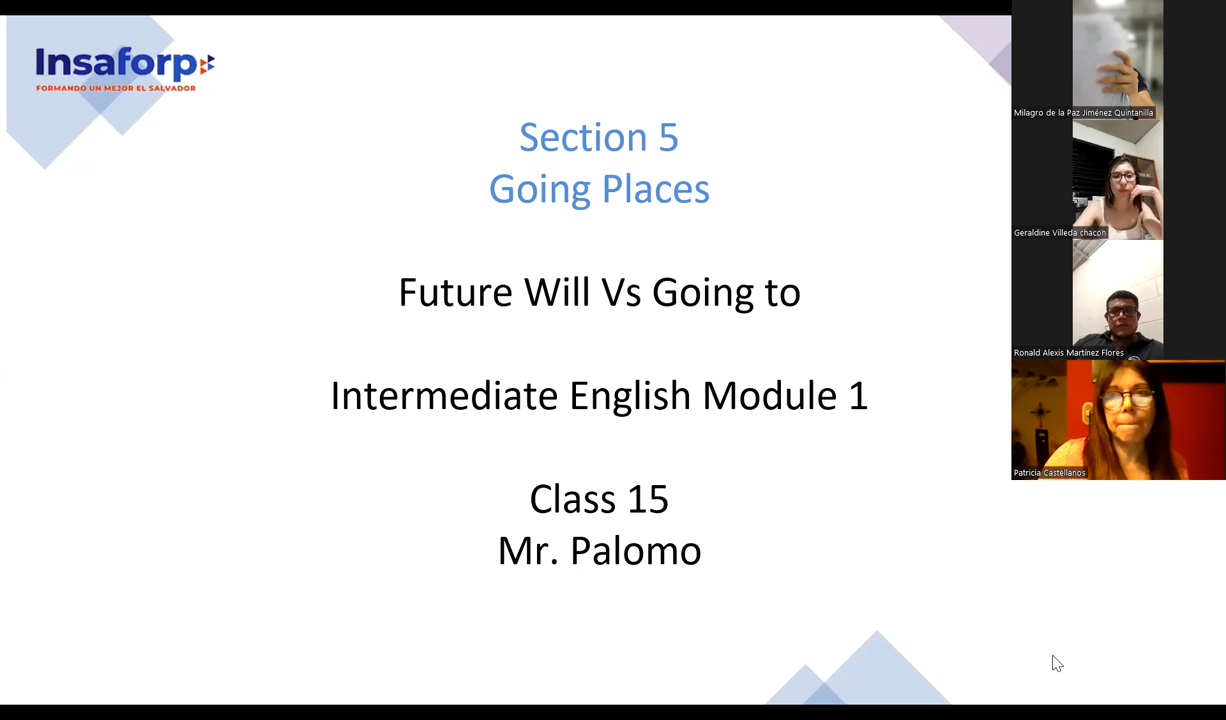 Insaforp
FORMANDO UN MEJOR EL SALVADOR
Section 5
Going Places
Future Will Vs Going to
Intermediate English Module 1
Class 15
Mr. Palomo
Milagro de la Paz Jiménez Quintanilla
Geraldine Villeda chacon
Ronald Alexis Martínez Flores
Patricia Castellanos